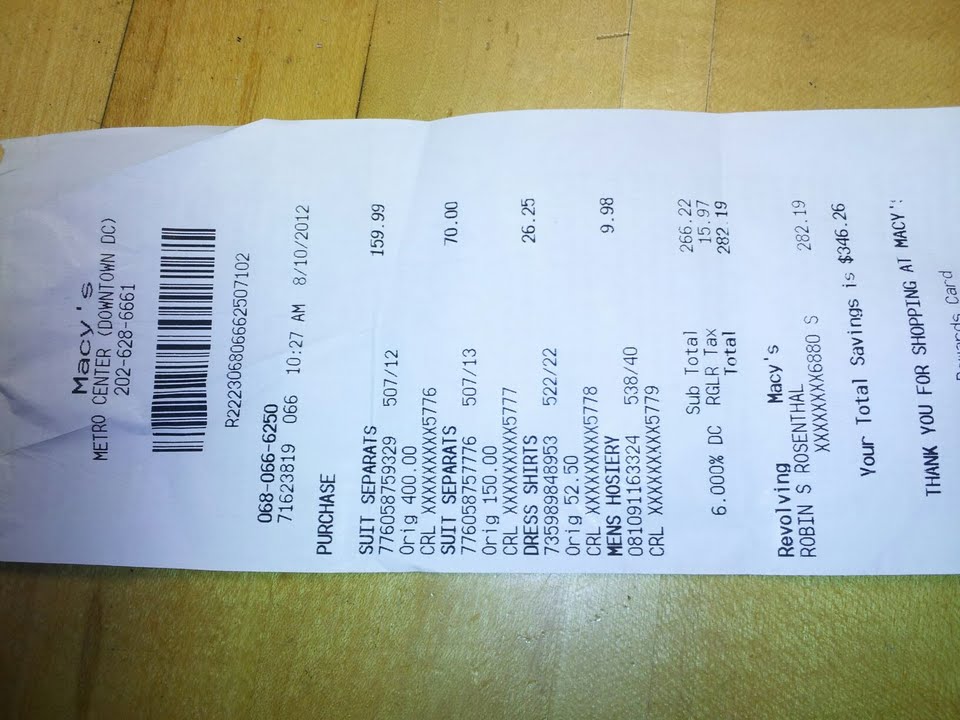 Macy's
METRO CENTER (DOWNTOWN DC)
202-628-6661
R2223068066662507102
068-066-6250
71623819 066 10:27 AM 8/10/2012
PURCHASE
SUIT SEPARATS
776058759329 507/12 159.99
Orig 400.00
CRL XXXXXXXXX5776
SUIT SEPARATS
776058757776 507/13 70.00
Orig 150.00
CRL XXXXXXXXX5777
DRESS SHIRTS
735989848953 522/22 26.25
Orig 52.50
CRL XXXXXXXXX5778
MENS HOSIERY
081091163324 538/40 9.98
CRL XXXXXXXXX5779
Sub Total 266.22
6.000% DC RGLR Tax 15.97
Total 282.19
Revolving Macy's
ROBIN S ROSENTHAL 282.19
XXXXXXXXX6880 S
Your Total Savings is $346.26
THANK YOU FOR SHOPPING AT MACY'
Card